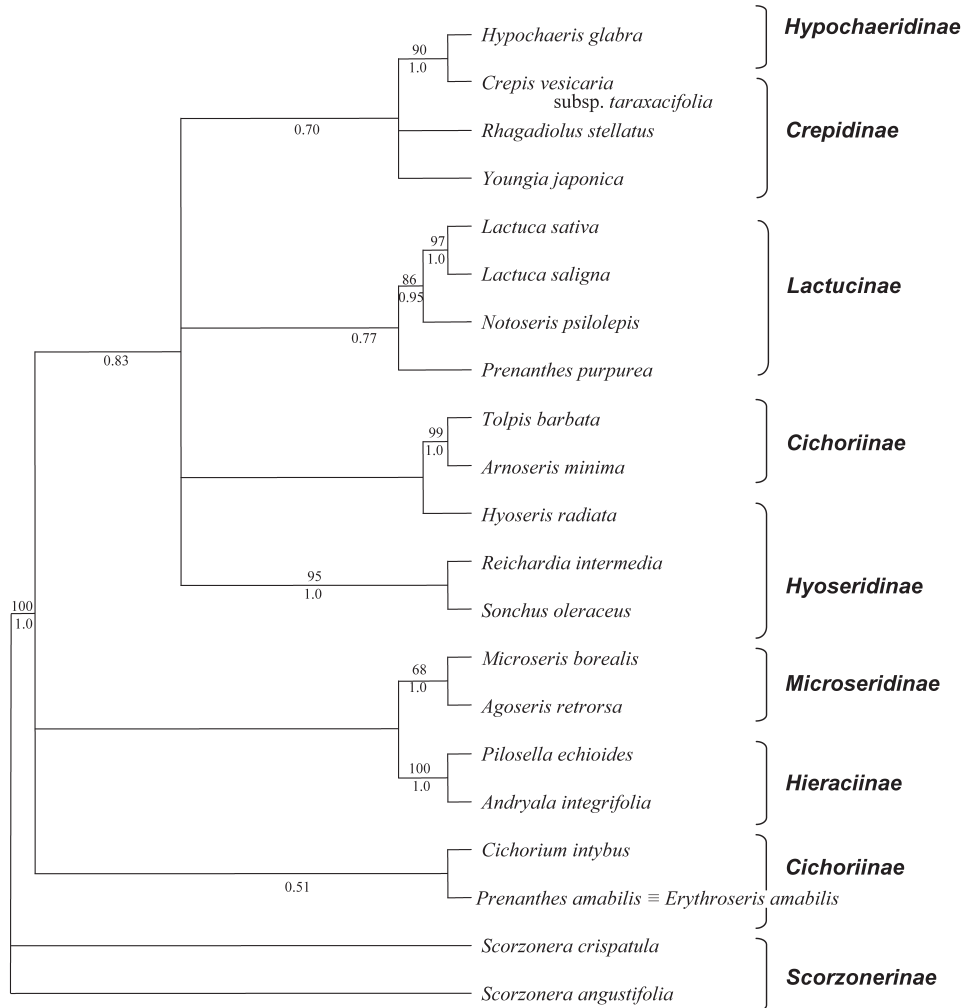 Hypochaeris glabra
Hypochaeridinae
90
1.0
Crepis vesicaria
subsp. taraxacifolia
Crepidinae
0.70
Rhagadiolus stellatus
Youngia japonica
Lactuca sativa
97
1.0
Lactuca saligna
86
0.95
Lactucinae
Notoseris psilolepis
0.77
Prenanthes purpurea
0.83
Tolpis barbata
99
1.0
Cichoriinae
Arnoseris minima
Hyoseris radiata
Reichardia intermedia
95
1.0
Hyoseridinae
Sonchus oleraceus
100
1.0
Microseris borealis
68
1.0
Microseridinae
Agoseris retrorsa
Pilosella echioides
100
1.0
Hieraciinae
Andryala integrifolia
Cichorium intybus
Cichoriinae
0.51
Prenanthes amabilis ≡ Erythroseris amabilis
Scorzonera crispatula
Scorzonerinae
Scorzonera angustifolia